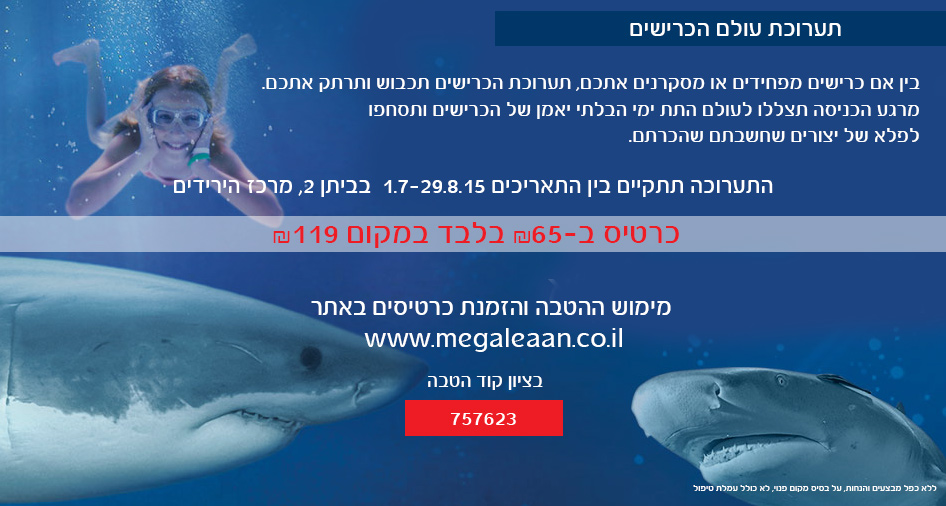 תערוכת עולם הכרישים
בין אם כרישים מפחידים או מסקרנים אתכם, תערוכת הכרישים תכבוש ותרתק אתכם.
מרגע הכניסה תצללו לעולם התת ימי הבלתי יאמן של הכרישים ותסחפו
לפלא של יצורים שחשבתם שהכרתם.
התערוכה תתקיים בין התאריכים 1.7-29.8.15 בביתן 2, מרכז הירידים
כרטיס ב-65₪ בלבד במקום 119₪
מימוש ההטבה והזמנת כרטיסים באתר
www.megaleaan.co.il
בציון קוד הטבה
757623
ללא כפל מבצעים והנחות, על בסיס מקום פנוי, לא כולל עמלת טיפול